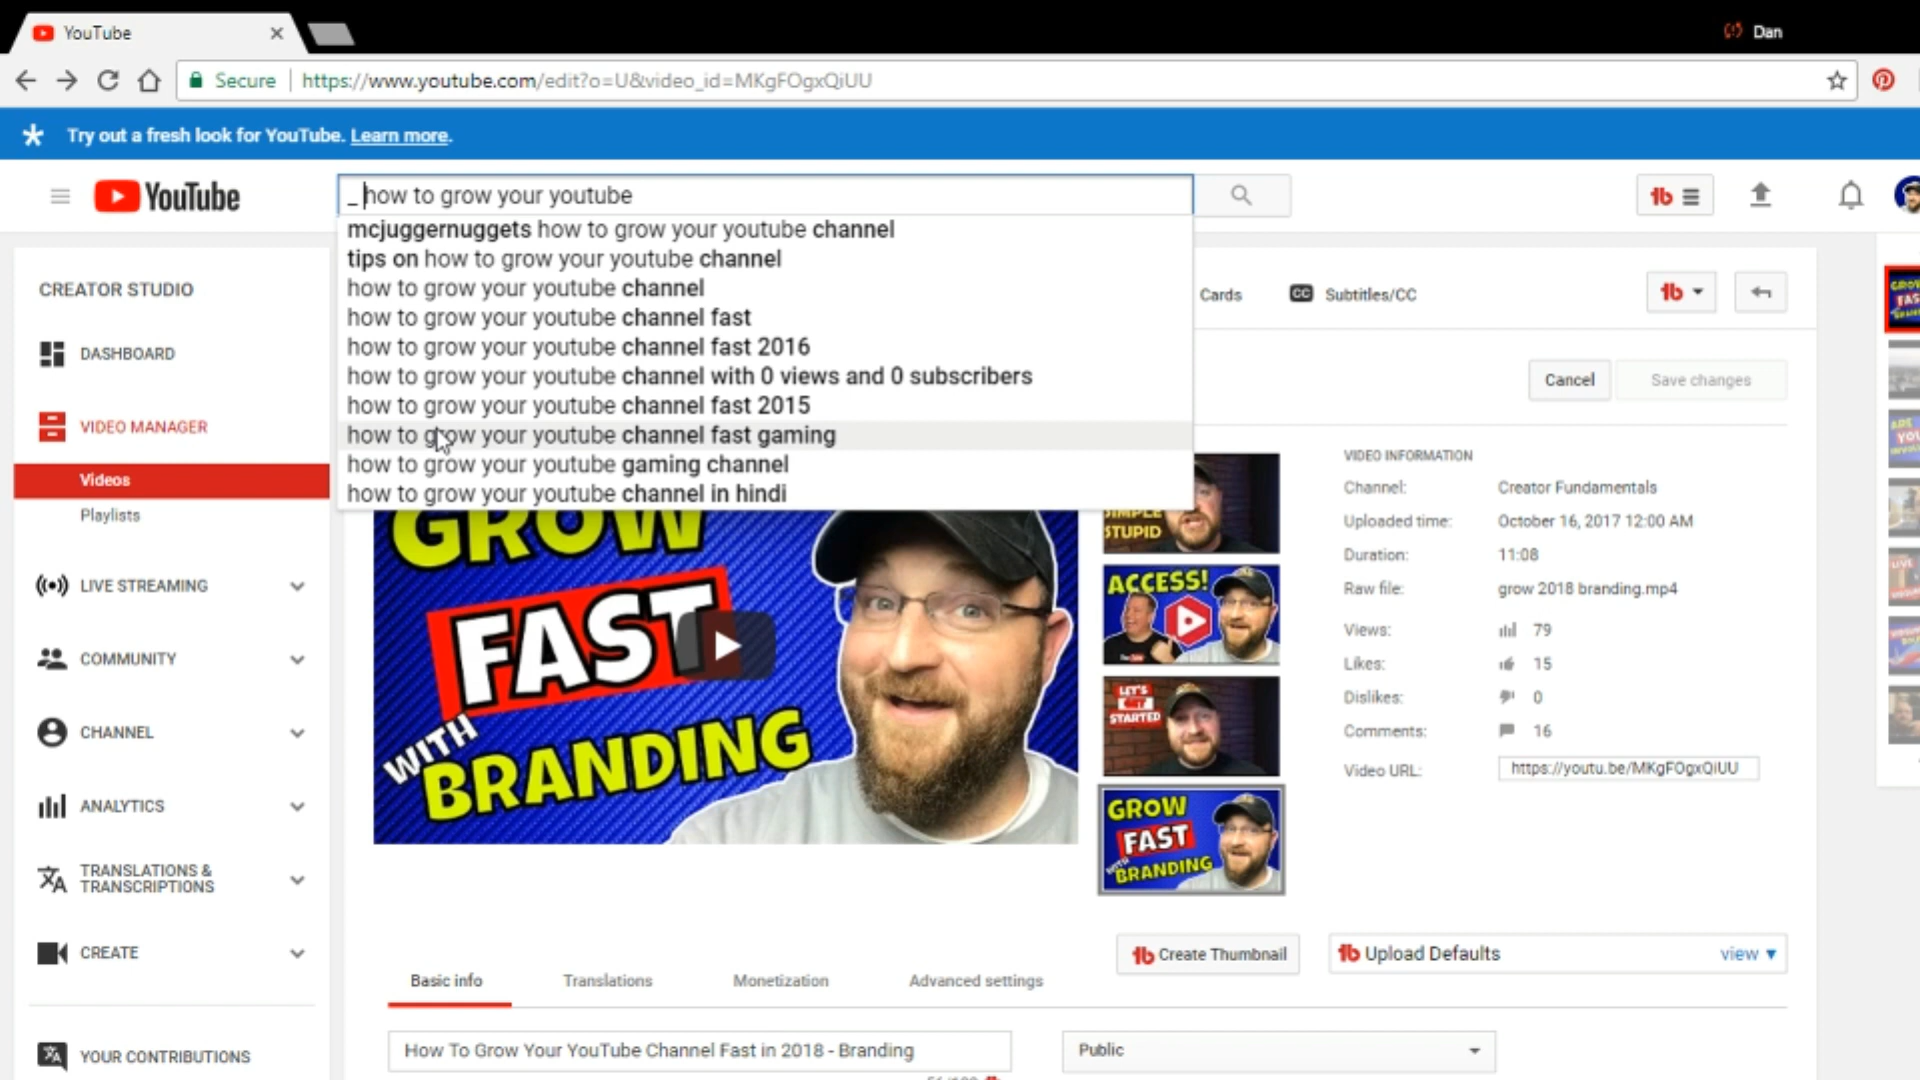 YouTube
Dan
Secure
https://www.youtube.com/edit?o=U&video_id=MKgFOgxQiUU
Try out a fresh look for YouTube. Learn more.
YouTube
_ how to grow your youtube
mcjuggernuggets how to grow your youtube channel
tips on how to grow your youtube channel
how to grow your youtube channel
how to grow your youtube channel fast
how to grow your youtube channel fast 2016
how to grow your youtube channel with 0 views and 0 subscribers
how to grow your youtube channel fast 2015
how to grow your youtube channel fast gaming
how to grow your youtube gaming channel
how to grow your youtube channel in hindi
CREATOR STUDIO
DASHBOARD
VIDEO MANAGER
Videos
Playlists
LIVE STREAMING
COMMUNITY
CHANNEL
ANALYTICS
TRANSLATIONS &
TRANSCRIPTIONS
CREATE
YOUR CONTRIBUTIONS
Cards
CC Subtitles/CC
Cancel
Save changes
GROW
FAST
WITH
BRANDING
SIMPLE
STUPID
ACCESS!
LET'S
GET
STARTED
GROW
FAST
WITH
BRANDING
VIDEO INFORMATION
Channel: Creator Fundamentals
Uploaded time: October 16, 2017 12:00 AM
Duration: 11:08
Raw file: grow 2018 branding.mp4
Views: 79
Likes: 15
Dislikes: 0
Comments: 16
Video URL: https://youtu.be/MKgFOgxQiUU
Create Thumbnail
Upload Defaults
view
Basic info
Translations
Monetization
Advanced settings
How To Grow Your YouTube Channel Fast in 2018 - Branding
Public